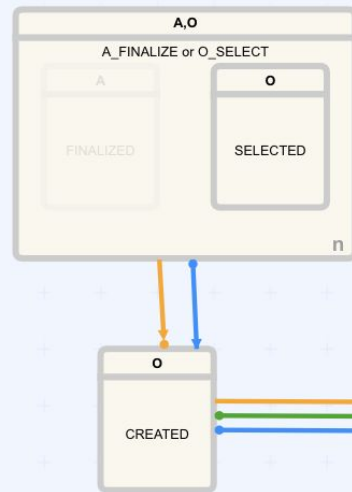 A,O
A_FINALIZE or O_SELECT
A
O
FINALIZED
SELECTED
n
O
CREATED